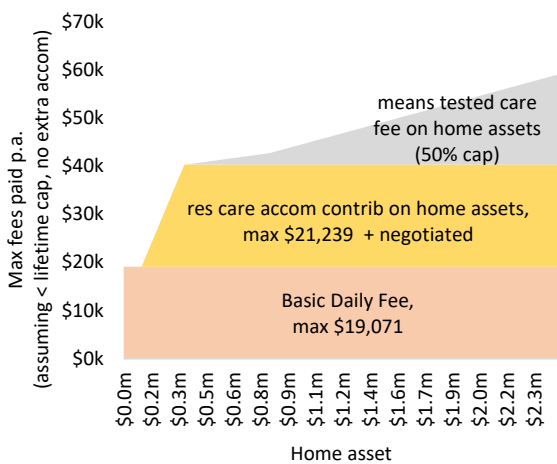 Max fees paid p.a.
(assuming < lifetime cap, no extra accom)
$70k
$60k
$50k
$40k
$30k
$20k
$10k
$0k
means tested care
fee on home assets
(50% cap)
res care accom contrib on home assets,
max $21,239 + negotiated
Basic Daily Fee,
max $19,071
$0.0m
$0.2m
$0.3m
$0.5m
$0.6m
$0.8m
$0.9m
$1.1m
$1.2m
$1.4m
$1.6m
$1.7m
$1.9m
$2.0m
$2.2m
$2.3m
Home asset